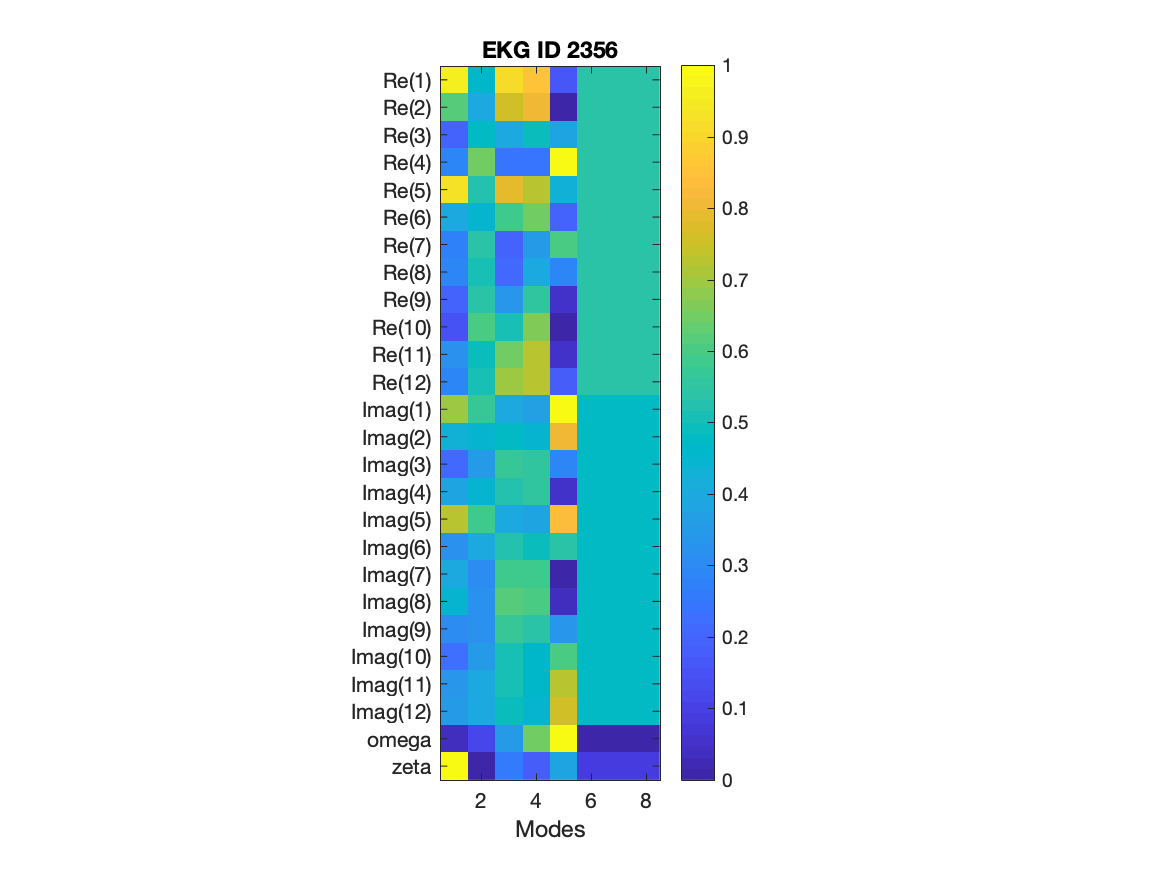 EKG ID 2356
Re(1)
Re(2)
Re(3)
Re(4)
Re(5)
Re(6)
Re(7)
Re(8)
Re(9)
Re(10)
Re(11)
Re(12)
Imag(1)
Imag(2)
Imag(3)
Imag(4)
Imag(5)
Imag(6)
Imag(7)
Imag(8)
Imag(9)
Imag(10)
Imag(11)
Imag(12)
omega
zeta
2 4 6 8
Modes
1
0.9
0.8
0.7
0.6
0.5
0.4
0.3
0.2
0.1
0